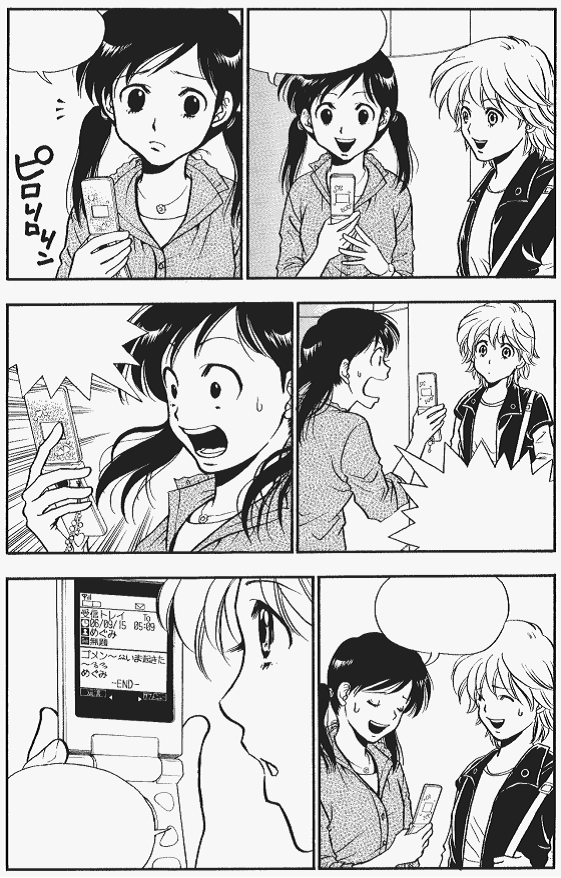 ピロリロリン
受信トレイ
To
06/09/15 05:09
めぐみ
無題
ゴメン〜いま起きた
〜
めぐみ
-END-